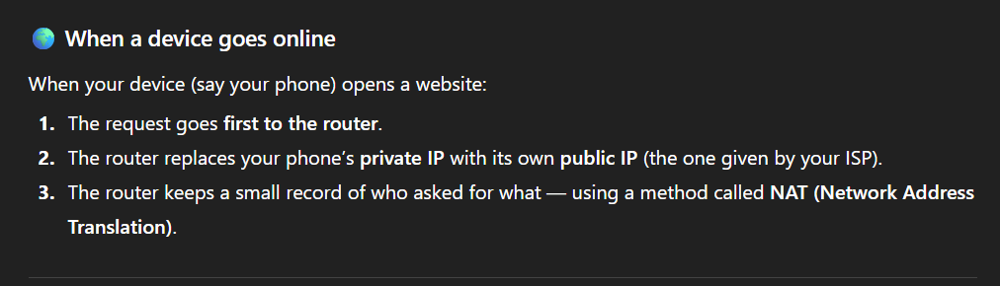 🌍 When a device goes online
When your device (say your phone) opens a website:
1. The request goes first to the router.
2. The router replaces your phone’s private IP with its own public IP (the one given by your ISP).
3. The router keeps a small record of who asked for what — using a method called NAT (Network Address
Translation).